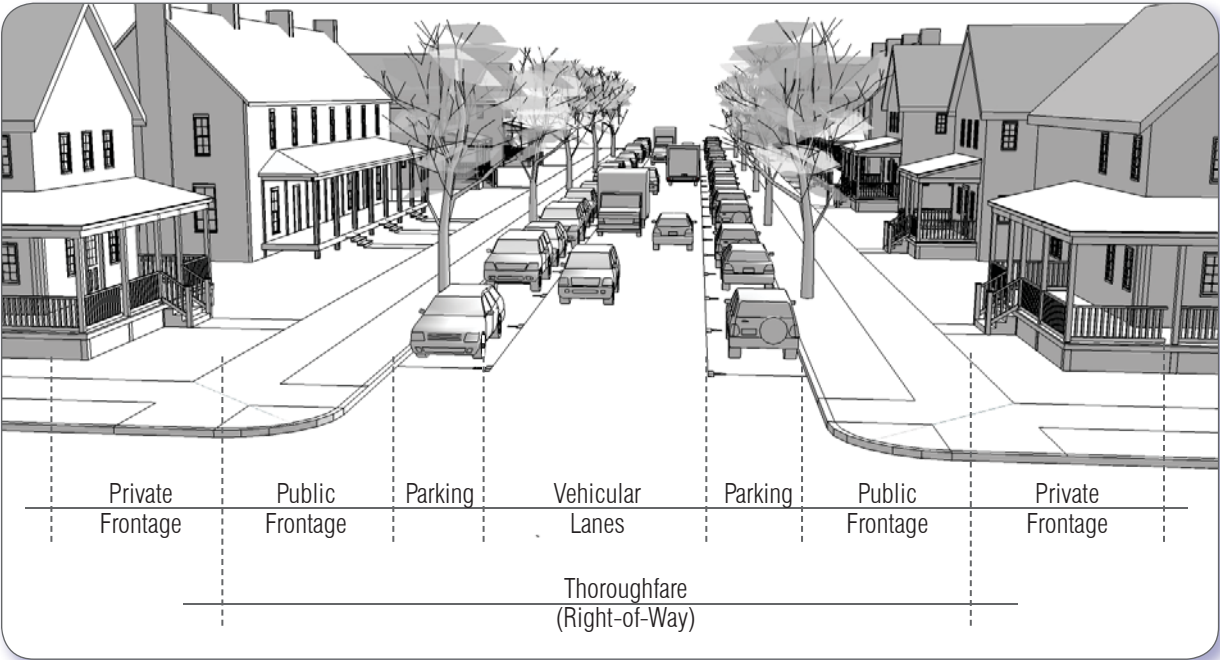 Private Public Parking Vehicular Parking Public Private
Frontage Frontage Lanes Frontage Frontage
Thoroughfare
(Right-of-Way)